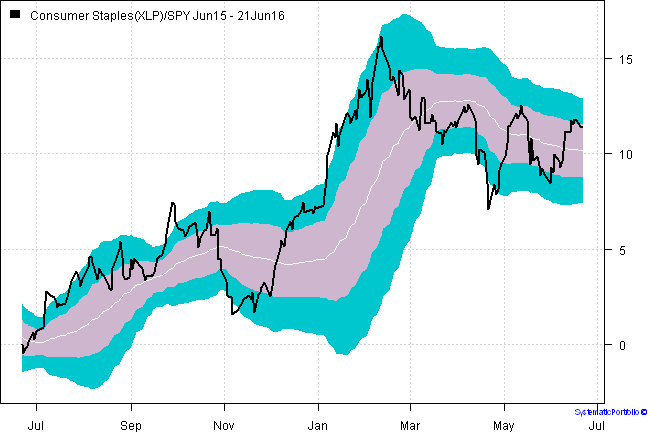 Consumer Staples(XLP)/SPY Jun15 - 21Jun16
15
10
5
0
SystematicPortfolio ©
Jul Sep Nov Jan Mar May Jul